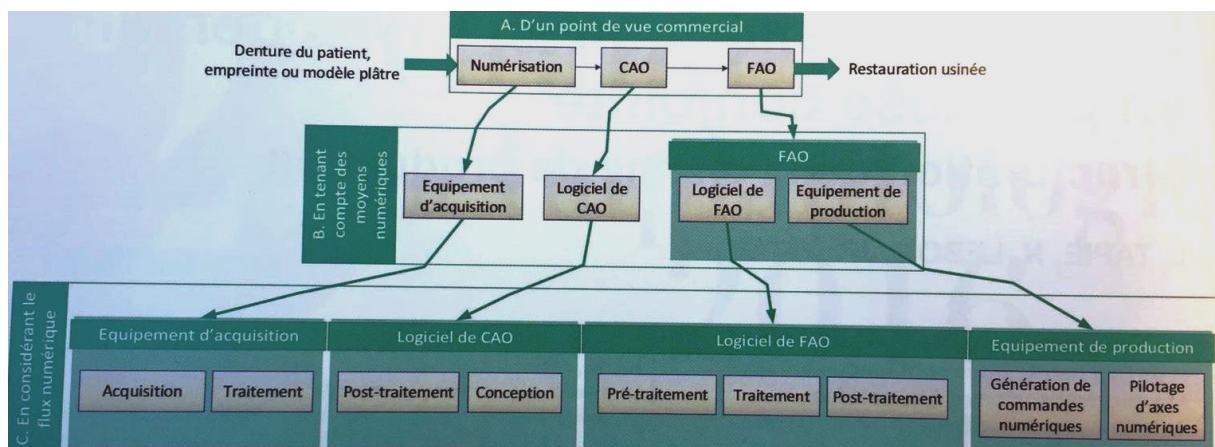 A. D'un point de vue commercial
Denture du patient,
empreinte ou modèle plâtre
Numérisation
CAO
FAO
Restauration usinée
B. En tenant
compte des
moyens
numériques
Equipement
d'acquisition
Logiciel de
CAO
FAO
Logiciel de
FAO
Equipement de
production
C. En considérant le
flux numérique
Equipement d'acquisition
Acquisition
Traitement
Logiciel de CAO
Post-traitement
Conception
Logiciel de FAO
Pré-traitement
Traitement
Post-traitement
Equipement de production
Génération de
commandes
numériques
Pilotage
d'axes
numériques